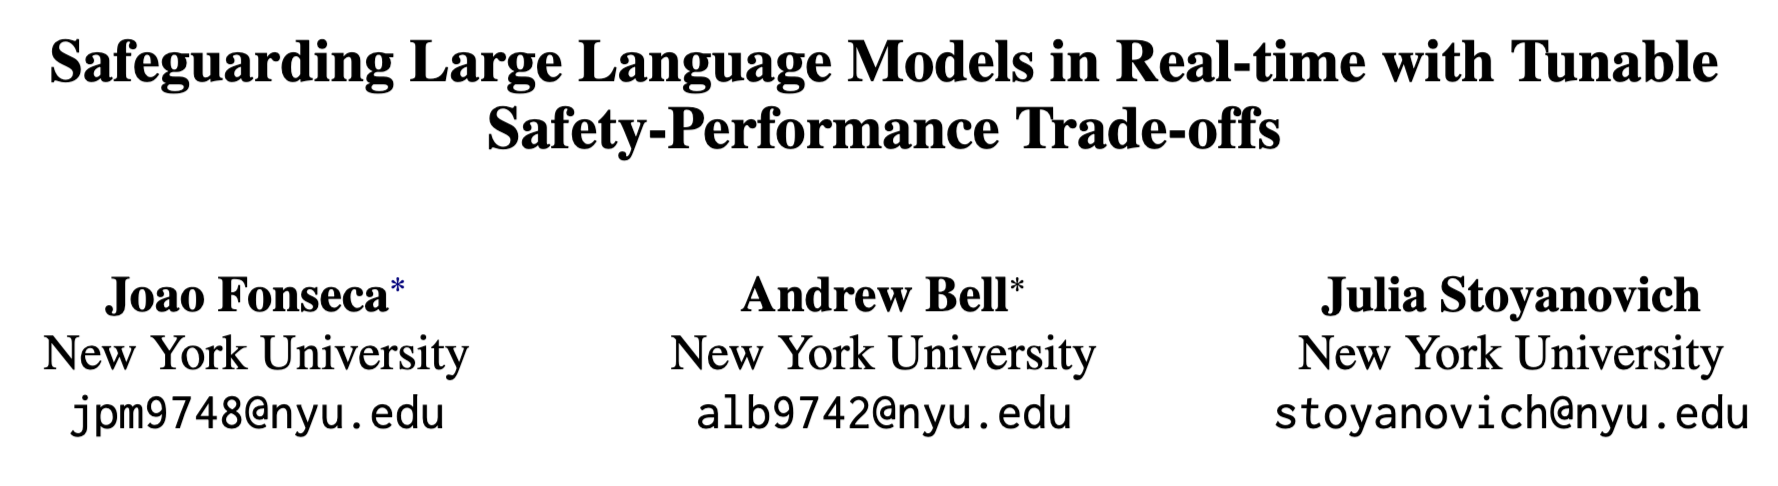 Safeguarding Large Language Models in Real-time with Tunable
Safety-Performance Trade-offs
Joao Fonseca*
New York University
jpm9748@nyu.edu
Andrew Bell*
New York University
alb9742@nyu.edu
Julia Stoyanovich
New York University
stoyanovich@nyu.edu